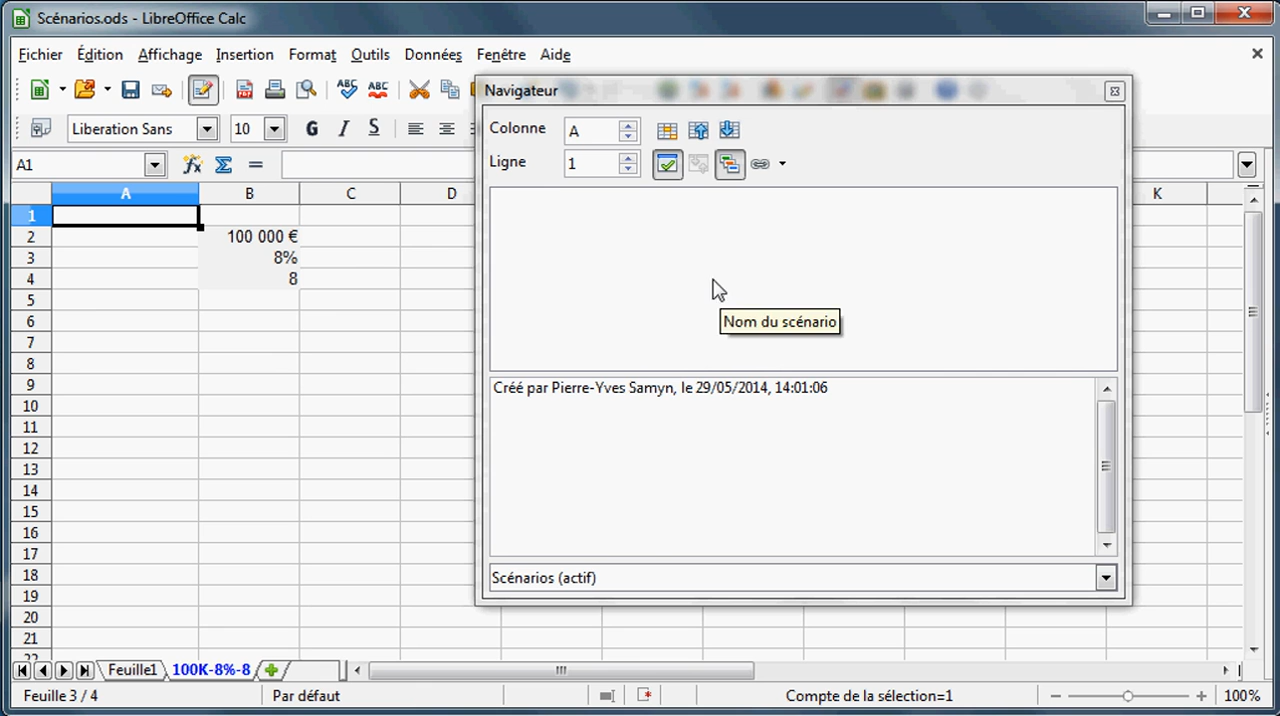 Scénarios.ods - LibreOffice Calc
Fichier Édition Affichage Insertion Format Outils Données Fenêtre Aide
Navigateur
Liberation Sans 10 G I S
Colonne A
A1
Ligne 1
A B C D K
1
2 100 000 €
3 8%
4 8
5
6
7
8
9
10
11
12
13
14
15
16
17
18
19
20
21
22
Nom du scénario
Créé par Pierre-Yves Samyn, le 29/05/2014, 14:01:06
Scénarios (actif)
Feuille1 100K-8%-8
Feuille 3 / 4 Par défaut Compte de la sélection=1 100%